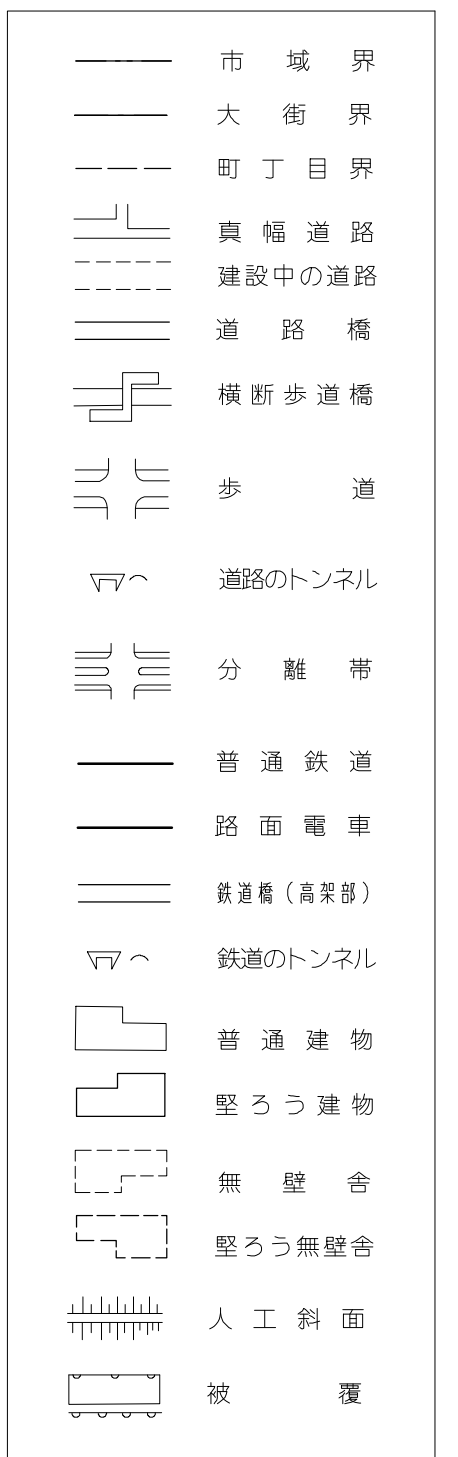 市域界
大街界
町丁目界
真幅道路
建設中の道路
道路橋
横断歩道橋
歩道
道路のトンネル
分離帯
普通鉄道
路面電車
鉄道橋（高架部）
鉄道のトンネル
普通建物
堅ろう建物
無壁舎
堅ろう無壁舎
人工斜面
被覆